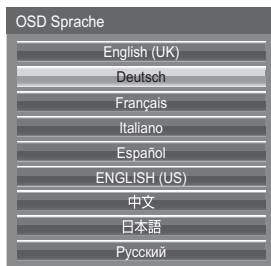 OSD Sprache
English (UK)
Deutsch
Français
Italiano
Español
ENGLISH (US)
中文
日本語
Русский